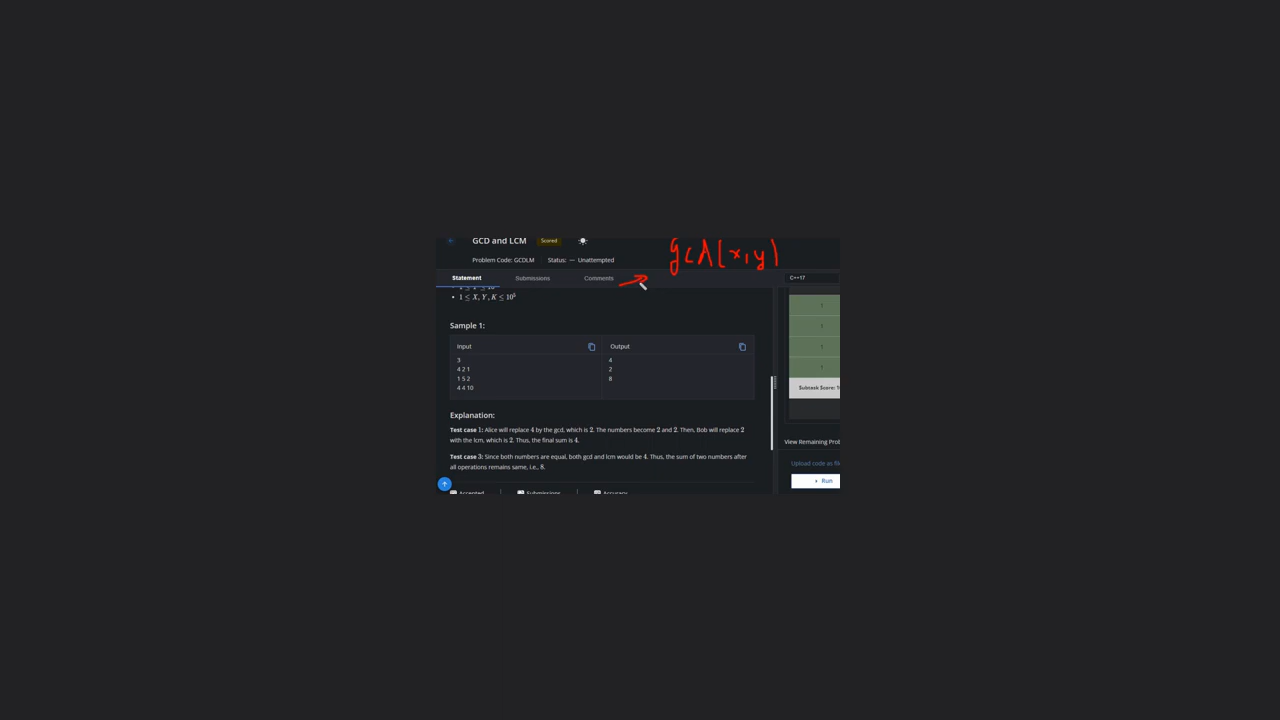 GCD and LCM Scored
gcd(x,y)
Problem Code: GCDLM Status: — Unattempted
Statement Submissions Comments
C++17
• 1 ≤ X, Y, K ≤ 10^5
Sample 1:
Input Output
3 4
4 2 1 2
1 5 2 8
4 4 10
Subtask Score:
Explanation:
Test case 1: Alice will replace 4 by the gcd, which is 2. The numbers become 2 and 2. Then, Bob will replace 2
with the lcm, which is 2. Thus, the final sum is 4.
View Remaining
Test case 3: Since both numbers are equal, both gcd and lcm would be 4. Thus, the sum of two numbers after
all operations remains same, i.e., 8.
Upload code as
Run
Accepted Submissions Accuracy